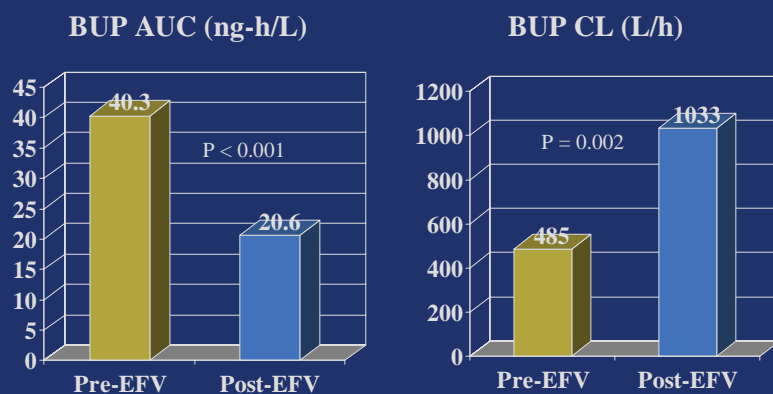 BUP AUC (ng-h/L)
45
40
35
30
25
20
15
10
5
0
40.3
P < 0.001
20.6
Pre-EFV
Post-EFV
BUP CL (L/h)
1200
1000
800
600
400
200
0
1033
P = 0.002
485
Pre-EFV
Post-EFV